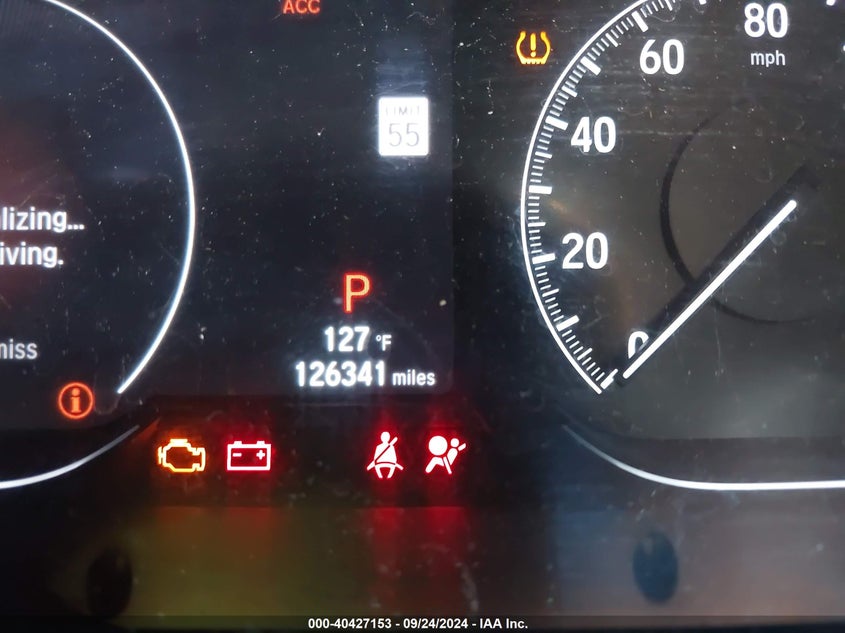 ACC
80
mph
60
LIMIT
55
40
lizing...
iving.
20
P
127 °F
126341 miles
0
miss
000-40427153 - 09/24/2024 - IAA Inc.